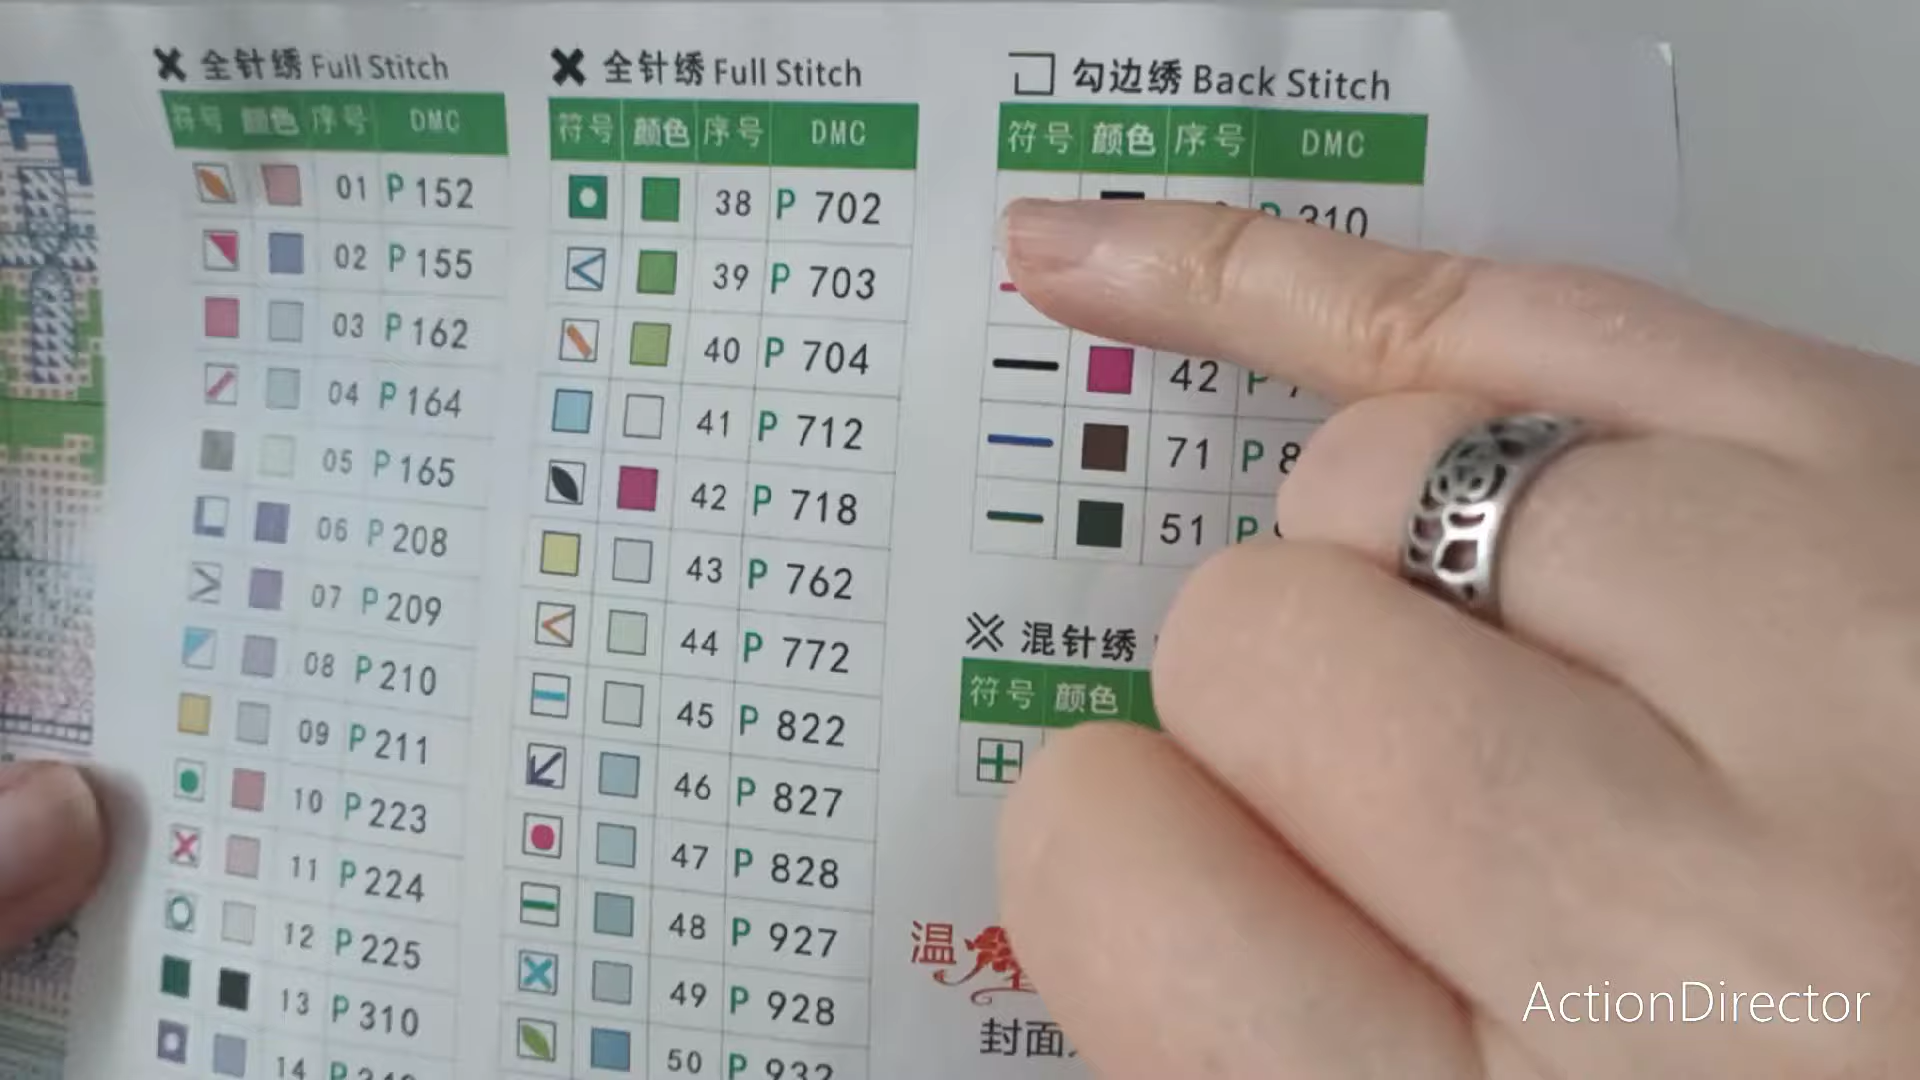 全针绣 Full Stitch
符号 颜色 序号 DMC
01 P 152
02 P 155
03 P 162
04 P 164
05 P 165
06 P 208
07 P 209
08 P 210
09 P 211
10 P 223
11 P 224
12 P 225
13 P 310
14 P
全针绣 Full Stitch
符号 颜色 序号 DMC
38 P 702
39 P 703
40 P 704
41 P 712
42 P 718
43 P 762
44 P 772
45 P 822
46 P 827
47 P 828
48 P 927
49 P 928
50 P 932
勾边绣 Back Stitch
符号 颜色 序号 DMC
P 310
42 P
71 P 8
51 P
混针绣
符号 颜色
温
封面
ActionDirector